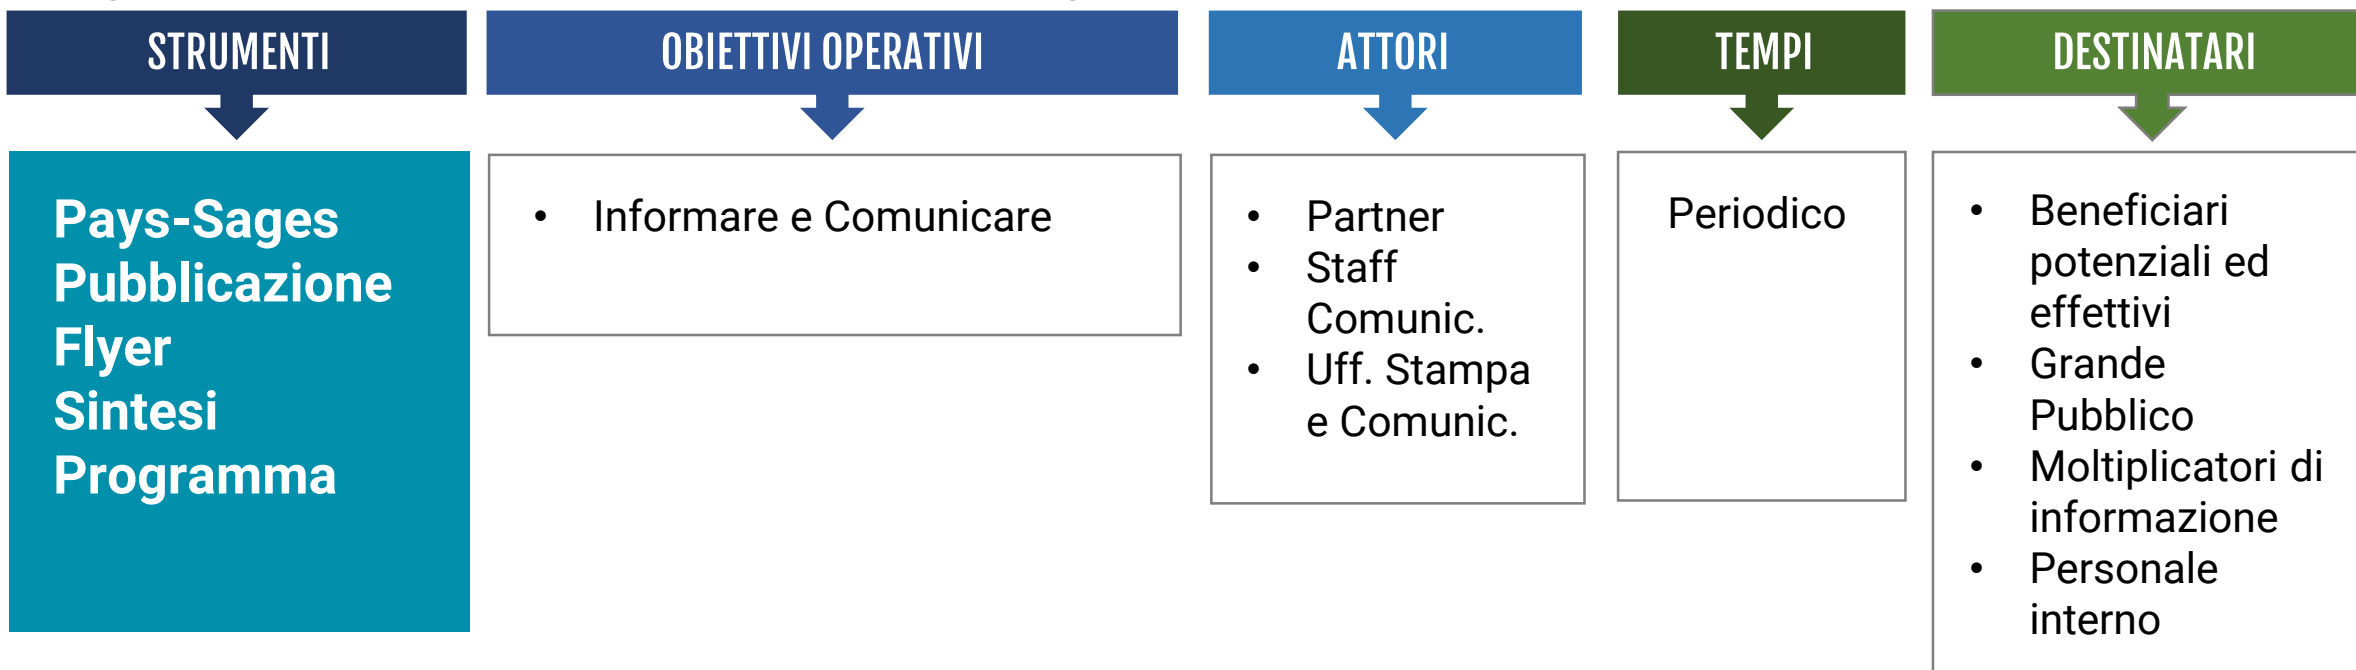 STRUMENTI
OBIETTIVI OPERATIVI
ATTORI
TEMPI
DESTINATARI
Pays-Sages
Pubblicazione
Flyer
Sintesi
Programma
• Informare e Comunicare
• Partner
• Staff
Comunic.
• Uff. Stampa
e Comunic.
Periodico
• Beneficiari
potenziali ed
effettivi
• Grande
Pubblico
• Moltiplicatori di
informazione
• Personale
interno